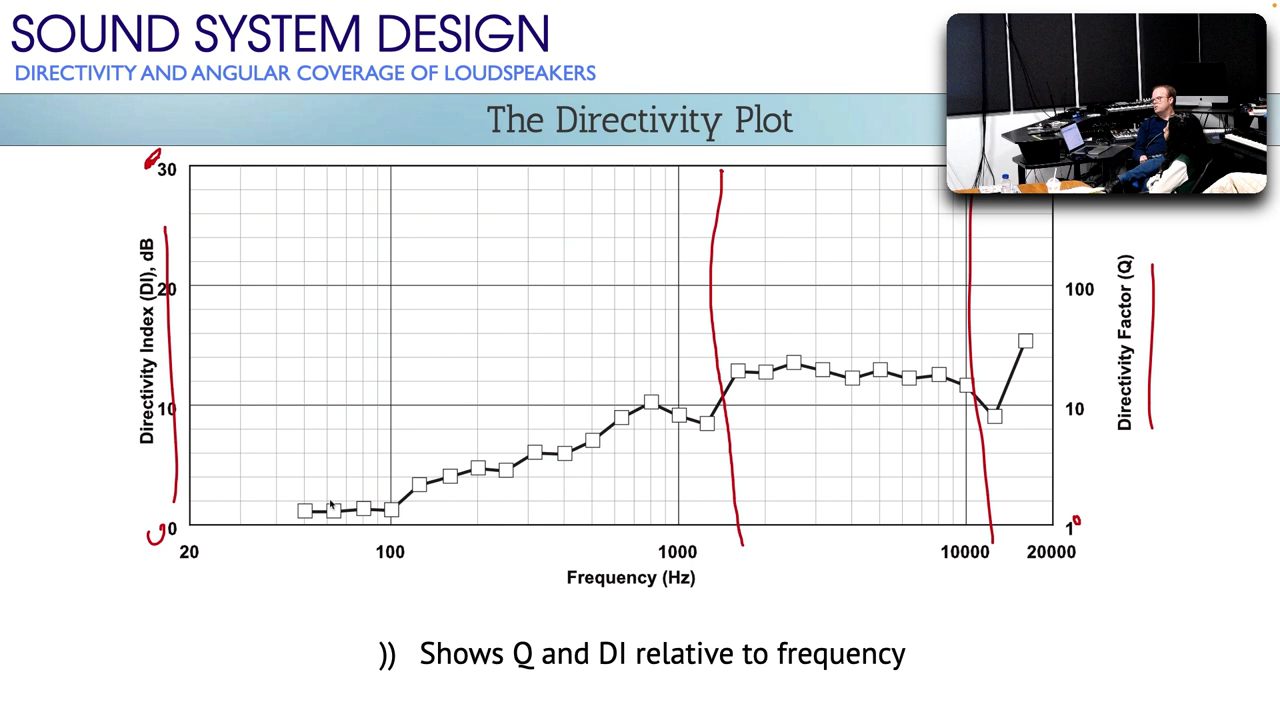 SOUND SYSTEM DESIGN
DIRECTIVITY AND ANGULAR COVERAGE OF LOUDSPEAKERS
The Directivity Plot
30
20
10
0
Directivity Index (DI), dB
100
10
1
Directivity Factor (Q)
20
100
1000
10000
20000
Frequency (Hz)
)) Shows Q and DI relative to frequency